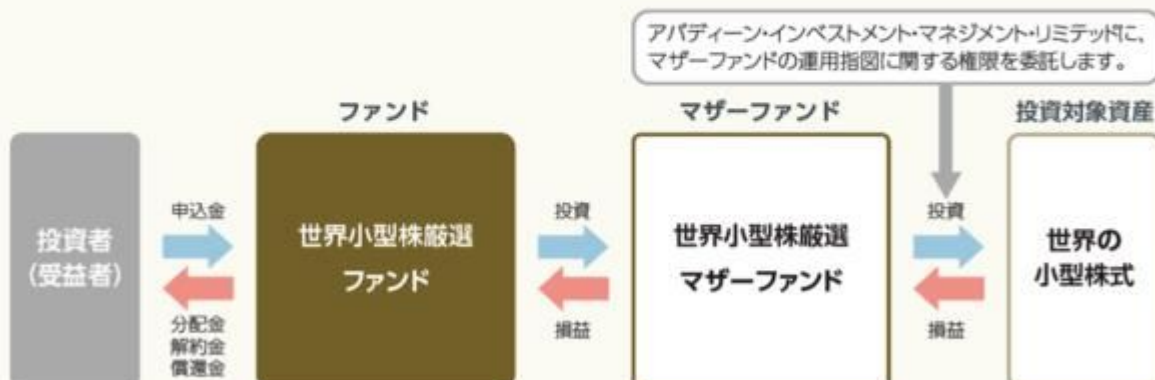 アバディーン・インベストメント・マネジメント・リミテッドに、
マザーファンドの運用指図に関する権限を委託します。
ファンド
マザーファンド
投資対象資産
投資者
(受益者)
申込金
分配金
解約金
償還金
世界小型株厳選
ファンド
投資
損益
世界小型株厳選
マザーファンド
投資
損益
世界の
小型株式